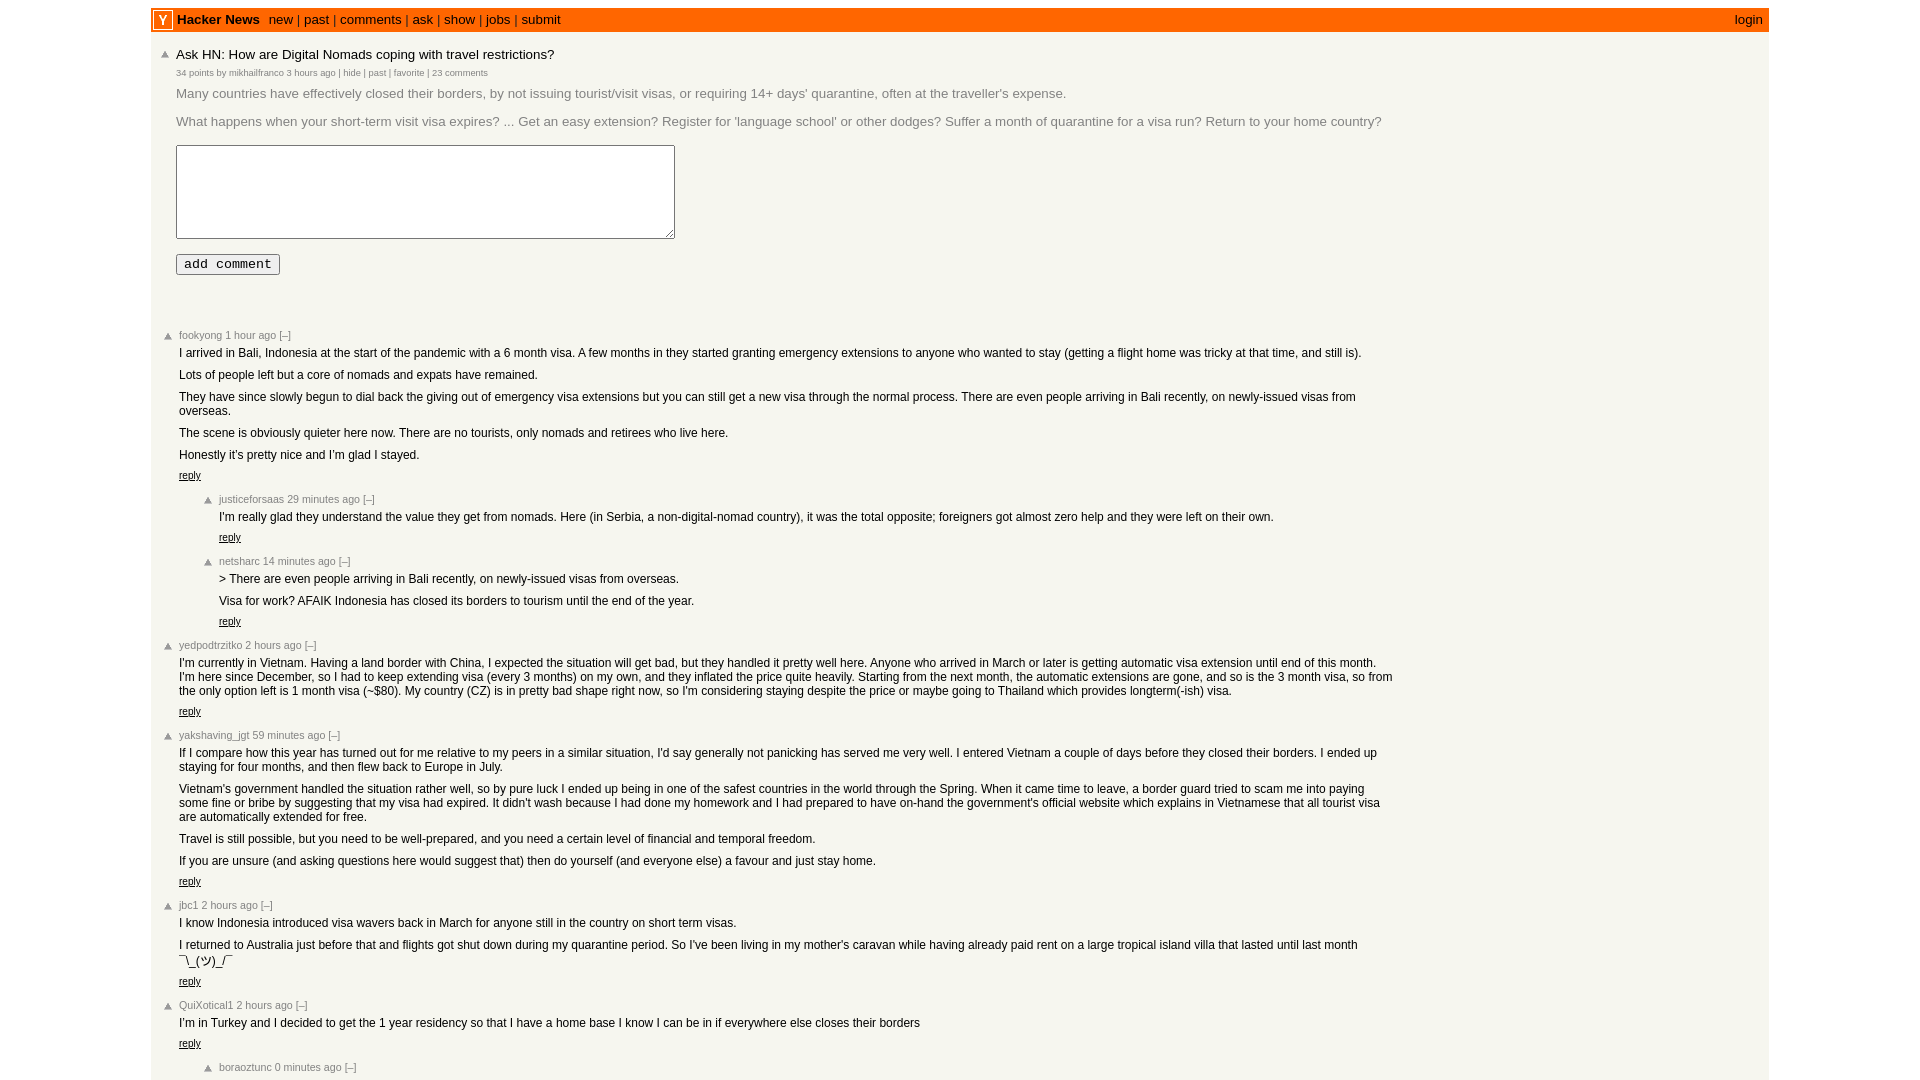 Y Hacker News new | past | comments | ask | show | jobs | submit login
Ask HN: How are Digital Nomads coping with travel restrictions?
34 points by mikhailfranco 3 hours ago | hide | past | favorite | 23 comments
Many countries have effectively closed their borders, by not issuing tourist/visit visas, or requiring 14+ days' quarantine, often at the traveller's expense.
What happens when your short-term visit visa expires? ... Get an easy extension? Register for 'language school' or other dodges? Suffer a month of quarantine for a visa run? Return to your home country?
add comment
fookyong 1 hour ago [–]
I arrived in Bali, Indonesia at the start of the pandemic with a 6 month visa. A few months in they started granting emergency extensions to anyone who wanted to stay (getting a flight home was tricky at that time, and still is).
Lots of people left but a core of nomads and expats have remained.
They have since slowly begun to dial back the giving out of emergency visa extensions but you can still get a new visa through the normal process. There are even people arriving in Bali recently, on newly-issued visas from
overseas.
The scene is obviously quieter here now. There are no tourists, only nomads and retirees who live here.
Honestly it’s pretty nice and I’m glad I stayed.
reply
justiceforsaas 29 minutes ago [–]
I'm really glad they understand the value they get from nomads. Here (in Serbia, a non-digital-nomad country), it was the total opposite; foreigners got almost zero help and they were left on their own.
reply
netsharc 14 minutes ago [–]
> There are even people arriving in Bali recently, on newly-issued visas from overseas.
Visa for work? AFAIK Indonesia has closed its borders to tourism until the end of the year.
reply
yedpodtrzitko 2 hours ago [–]
I'm currently in Vietnam. Having a land border with China, I expected the situation will get bad, but they handled it pretty well here. Anyone who arrived in March or later is getting automatic visa extension until end of this month.
I'm here since December, so I had to keep extending visa (every 3 months) on my own, and they inflated the price quite heavily. Starting from the next month, the automatic extensions are gone, and so is the 3 month visa, so from
the only option left is 1 month visa (~$80). My country (CZ) is in pretty bad shape right now, so I'm considering staying despite the price or maybe going to Thailand which provides longterm(-ish) visa.
reply
yakshaving_jgt 59 minutes ago [–]
If I compare how this year has turned out for me relative to my peers in a similar situation, I'd say generally not panicking has served me very well. I entered Vietnam a couple of days before they closed their borders. I ended up
staying for four months, and then flew back to Europe in July.
Vietnam's government handled the situation rather well, so by pure luck I ended up being in one of the safest countries in the world through the Spring. When it came time to leave, a border guard tried to scam me into paying
some fine or bribe by suggesting that my visa had expired. It didn't wash because I had done my homework and I had prepared to have on-hand the government's official website which explains in Vietnamese that all tourist visa
are automatically extended for free.
Travel is still possible, but you need to be well-prepared, and you need a certain level of financial and temporal freedom.
If you are unsure (and asking questions here would suggest that) then do yourself (and everyone else) a favour and just stay home.
reply
jbc1 2 hours ago [–]
I know Indonesia introduced visa wavers back in March for anyone still in the country on short term visas.
I returned to Australia just before that and flights got shut down during my quarantine period. So I've been living in my mother's caravan while having already paid rent on a large tropical island villa that lasted until last month
¯\_(ツ)_/¯
reply
QuiXotical1 2 hours ago [–]
I’m in Turkey and I decided to get the 1 year residency so that I have a home base I know I can be in if everywhere else closes their borders
reply
boraoztunc 0 minutes ago [–]